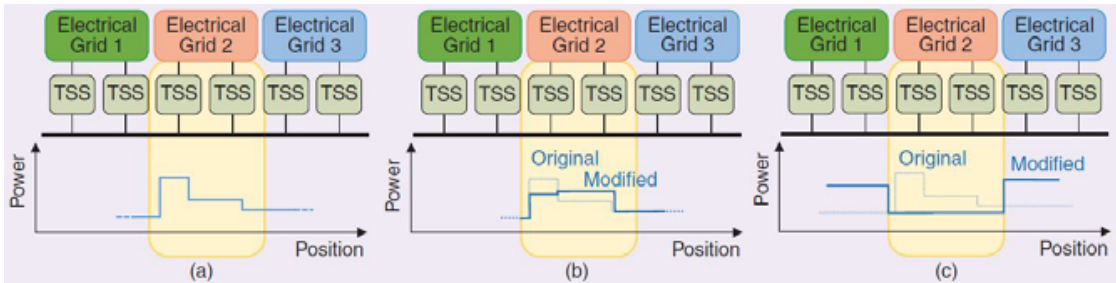 Electrical Grid 1
Electrical Grid 2
Electrical Grid 3
TSS TSS TSS TSS TSS TSS
Power
Position
(a)
Electrical Grid 1
Electrical Grid 2
Electrical Grid 3
TSS TSS TSS TSS TSS TSS
Original
Modified
Power
Position
(b)
Electrical Grid 1
Electrical Grid 2
Electrical Grid 3
TSS TSS TSS TSS TSS TSS
Original
Modified
Power
Position
(c)